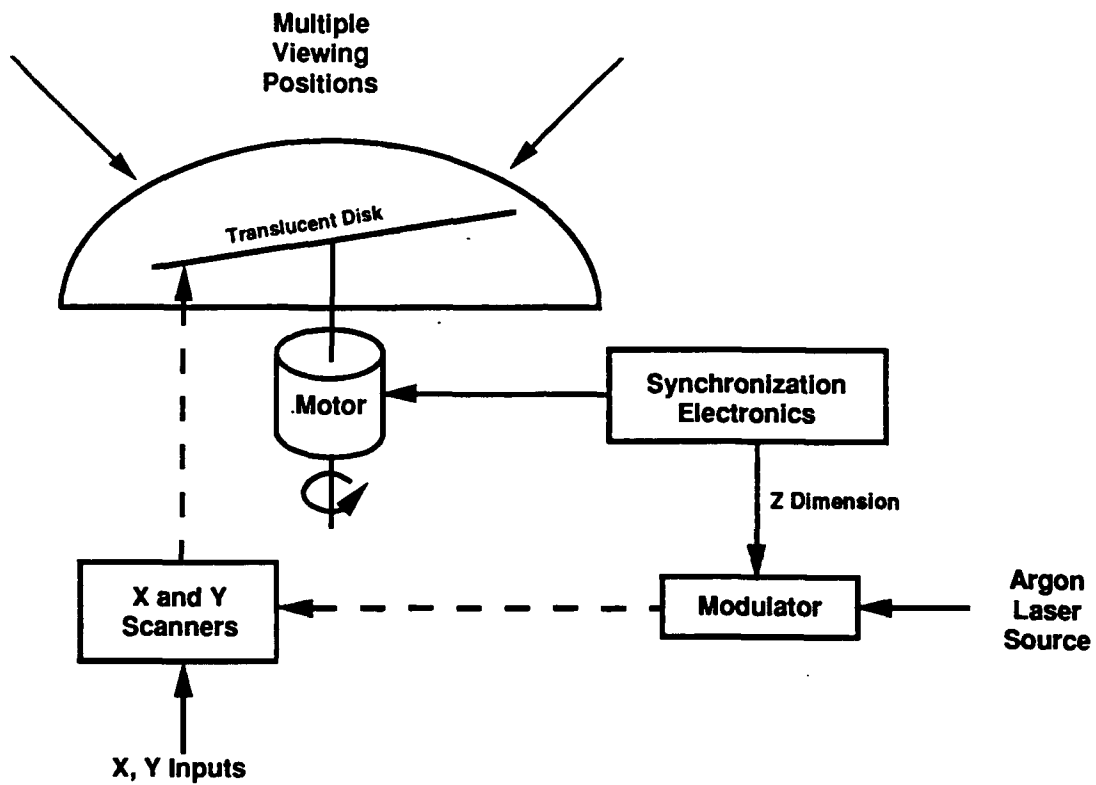 Multiple
Viewing
Positions
Translucent Disk
Motor
Synchronization
Electronics
Z Dimension
X and Y
Scanners
Modulator
Argon
Laser
Source
X, Y Inputs